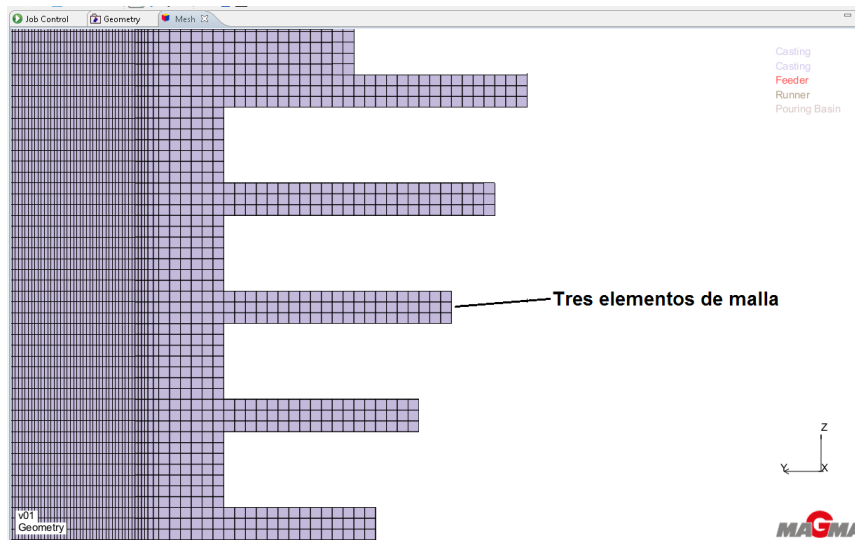 Job Control
Geometry
Mesh
Casting
Casting
Feeder
Runner
Pouring Basin
Tres elementos de malla
Z
Y
X
v01
Geometry
MAGMA